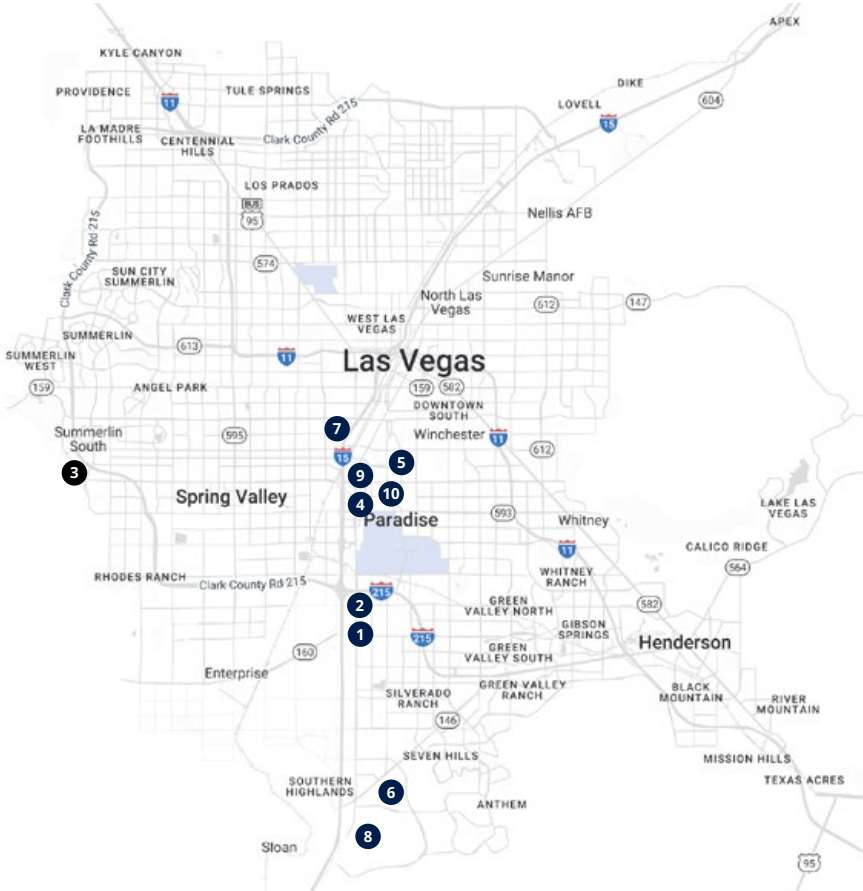 APEX
KYLE CANYON
DIKE
PROVIDENCE
TULE SPRINGS
11
604
LOVELL
15
LA MADRE
FOOTHILLS
CENTENNIAL
HILLS
Clark County Rd 215
LOS PRADOS
BUS
95
Nellis AFB
Clark County Rd 215
574
SUN CITY
SUMMERLIN
Sunrise Manor
North Las
Vegas
612
147
WEST LAS
VEGAS
SUMMERLIN
613
11
Las Vegas
SUMMERLIN
WEST
159
ANGEL PARK
159
582
DOWNTOWN
SOUTH
7
Summerlin
South
595
Winchester
11
612
15
3
5
9
10
Spring Valley
4
LAKE LAS
VEGAS
Paradise
593
Whitney
11
CALICO RIDGE
564
RHODES RANCH
Clark County Rd 215
WHITNEY
RANCH
215
2
GREEN
VALLEY NORTH
582
GIBSON
SPRINGS
1
215
Henderson
160
GREEN
VALLEY SOUTH
Enterprise
GREEN VALLEY
RANCH
SILVERADO
RANCH
BLACK
MOUNTAIN
RIVER
MOUNTAIN
146
SEVEN HILLS
MISSION HILLS
TEXAS ACRES
SOUTHERN
HIGHLANDS
6
ANTHEM
8
Sloan
95